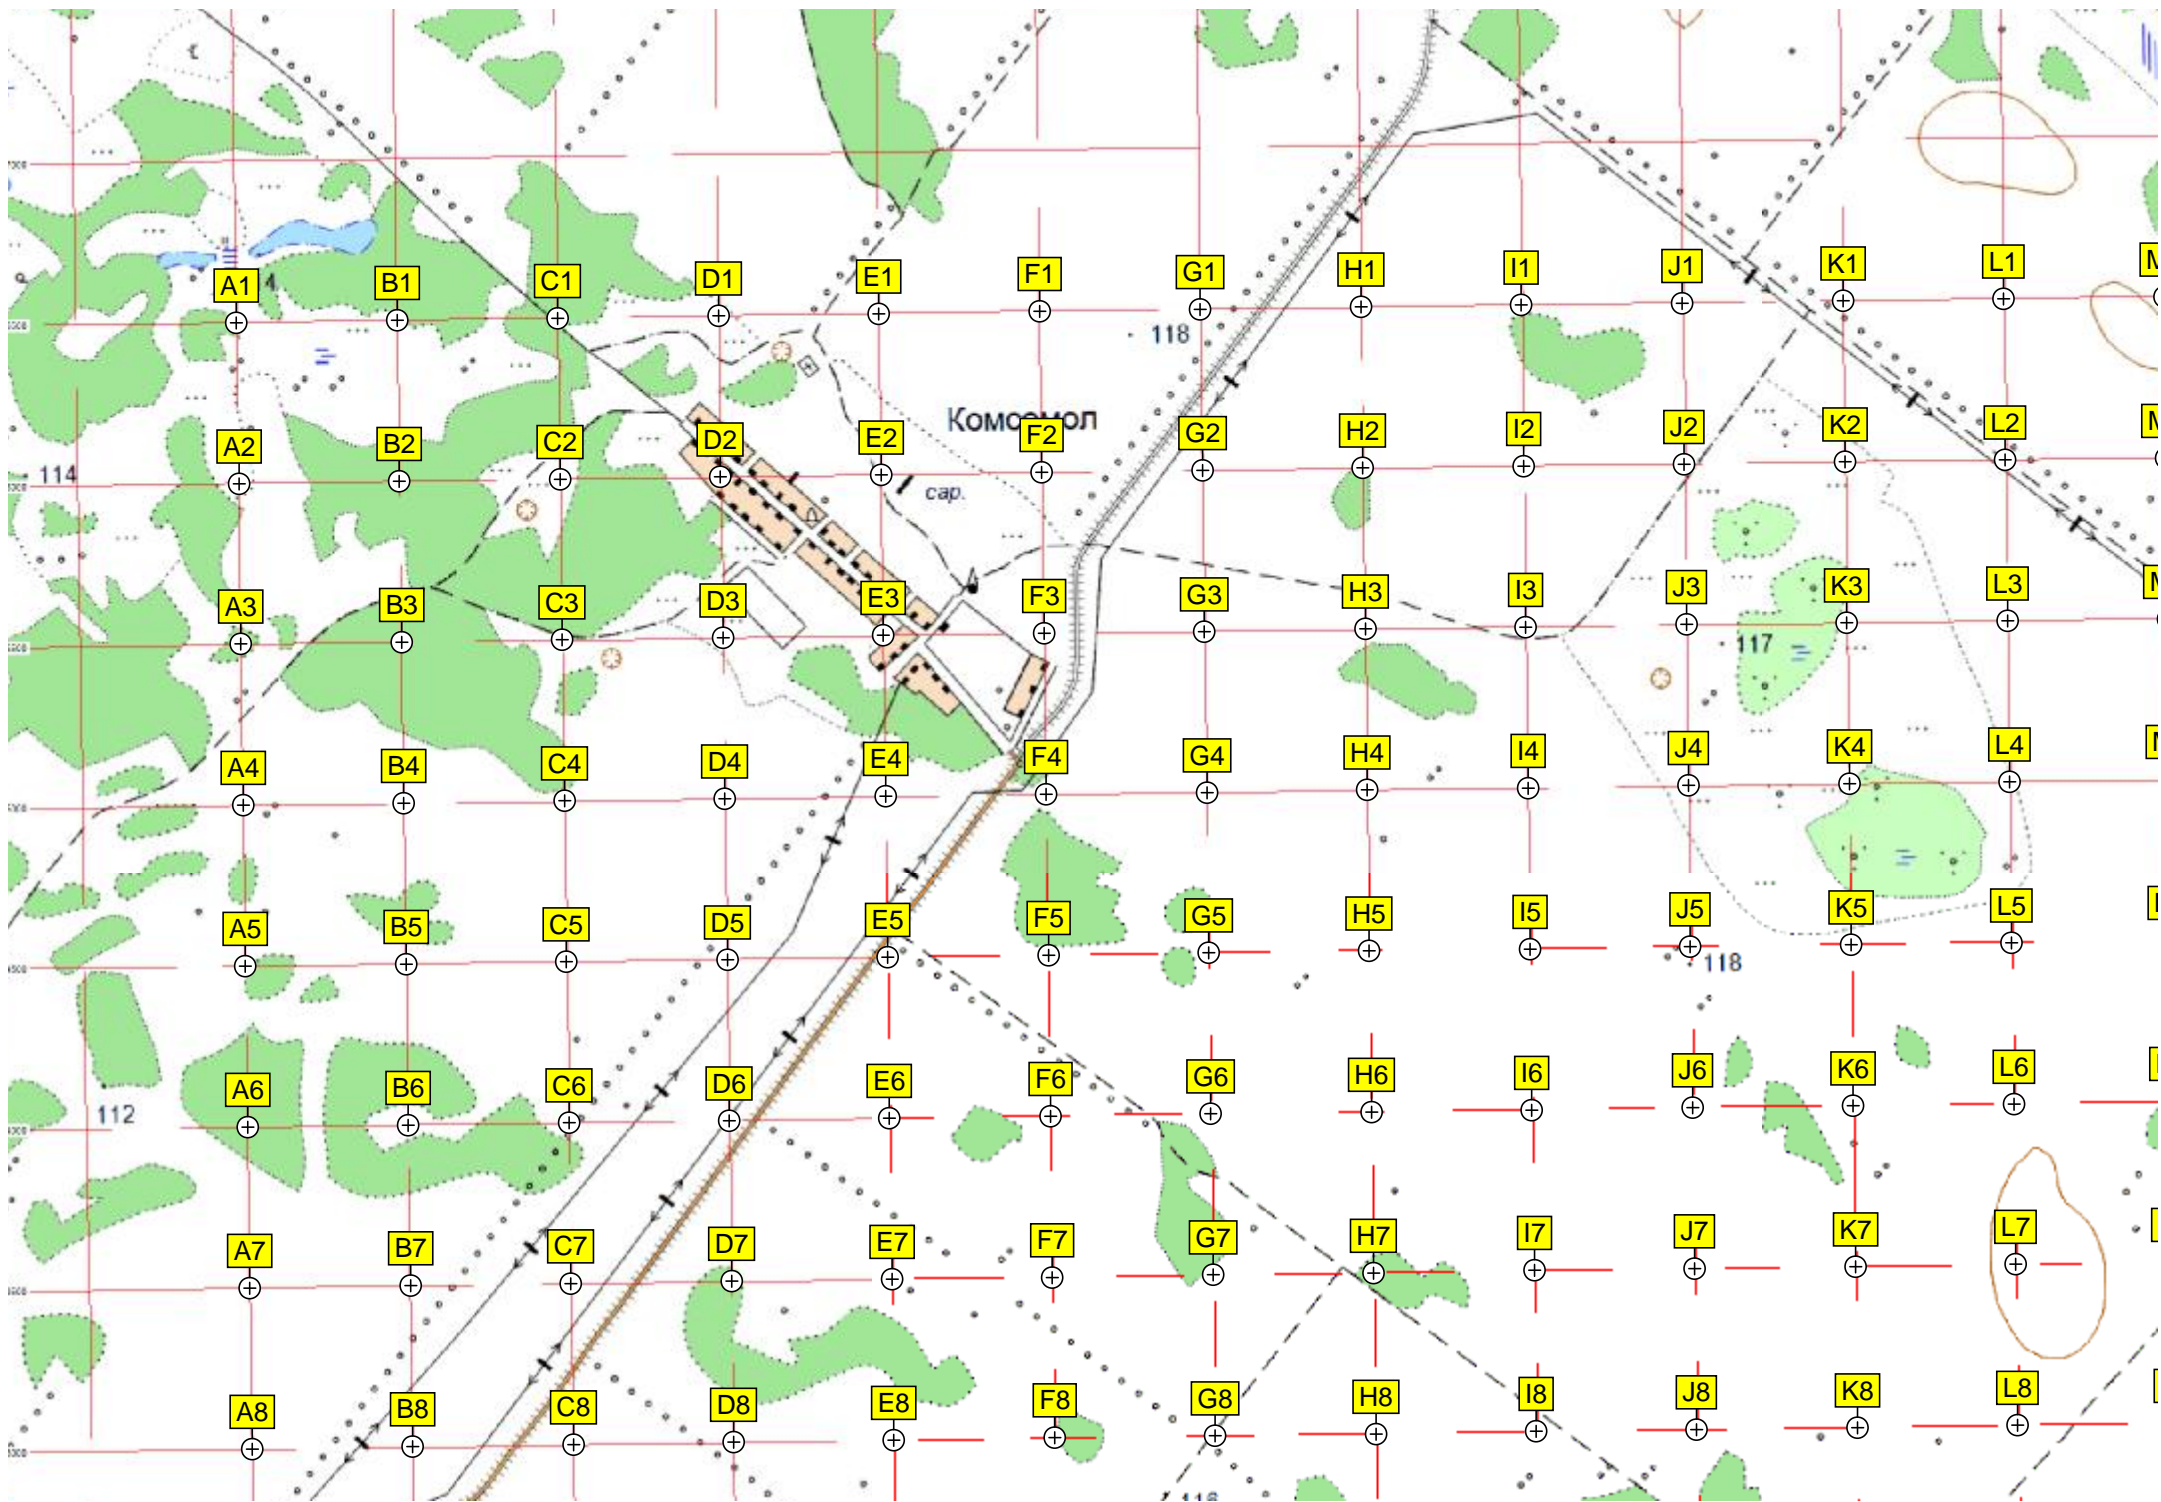 A1 B1 C1 D1 E1 F1 G1 H1 I1 J1 K1 L1
118
Комсомол
A2 B2 C2 D2 E2 F2 G2 H2 I2 J2 K2 L2
114
сар.
A3 B3 C3 D3 E3 F3 G3 H3 I3 J3 K3 L3
117
A4 B4 C4 D4 E4 F4 G4 H4 I4 J4 K4 L4
A5 B5 C5 D5 E5 F5 G5 H5 I5 J5 K5 L5
118
A6 B6 C6 D6 E6 F6 G6 H6 I6 J6 K6 L6
112
A7 B7 C7 D7 E7 F7 G7 H7 I7 J7 K7 L7
A8 B8 C8 D8 E8 F8 G8 H8 I8 J8 K8 L8
116